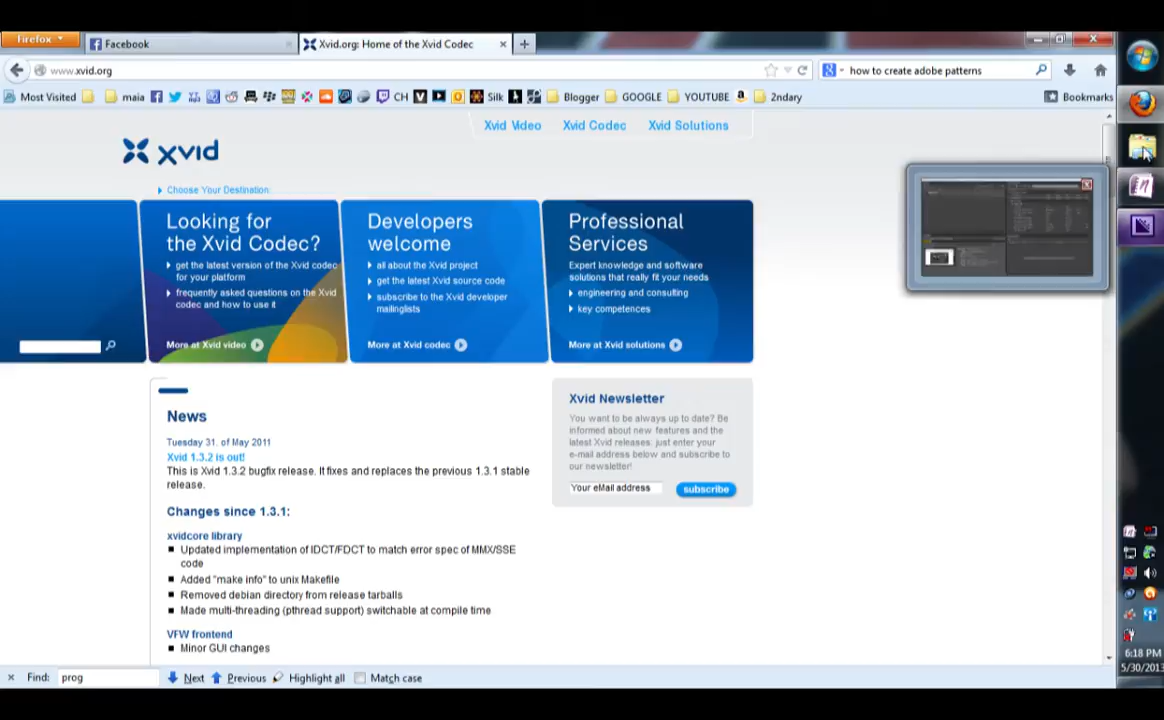 Firefox
Facebook
Xvid.org: Home of the Xvid Codec
www.xvid.org
how to create adobe patterns
Most Visited
maia
CH
Silk
Blogger
GOOGLE
YOUTUBE
2ndary
Bookmarks
Xvid Video
Xvid Codec
Xvid Solutions
xvid
Choose Your Destination:
Looking for
the Xvid Codec?
get the latest version of the Xvid codec
for your platform
frequently asked questions on the Xvid
codec and how to use it
More at Xvid video
Developers
welcome
all about the Xvid project
get the latest Xvid source code
subscribe to the Xvid developer
mailinglists
More at Xvid codec
Professional
Services
Expert knowledge and software
solutions that really fit your needs
engineering and consulting
key competences
More at Xvid solutions
News
Tuesday 31. of May 2011
Xvid 1.3.2 is out!
This is Xvid 1.3.2 bugfix release. It fixes and replaces the previous 1.3.1 stable
release.
Changes since 1.3.1:
xvidcore library
Updated implementation of IDCT/FDCT to match error spec of MMX/SSE
code
Added "make info" to unix Makefile
Removed debian directory from release tarballs
Made multi-threading (pthread support) switchable at compile time
VFW frontend
Minor GUI changes
Xvid Newsletter
You want to be always up to date? Be
informed about new features and the
latest Xvid releases: just enter your
e-mail address below and subscribe to
our newsletter!
Your eMail address
subscribe
Find:
prog
Next
Previous
Highlight all
Match case
6:18 PM
5/30/2013